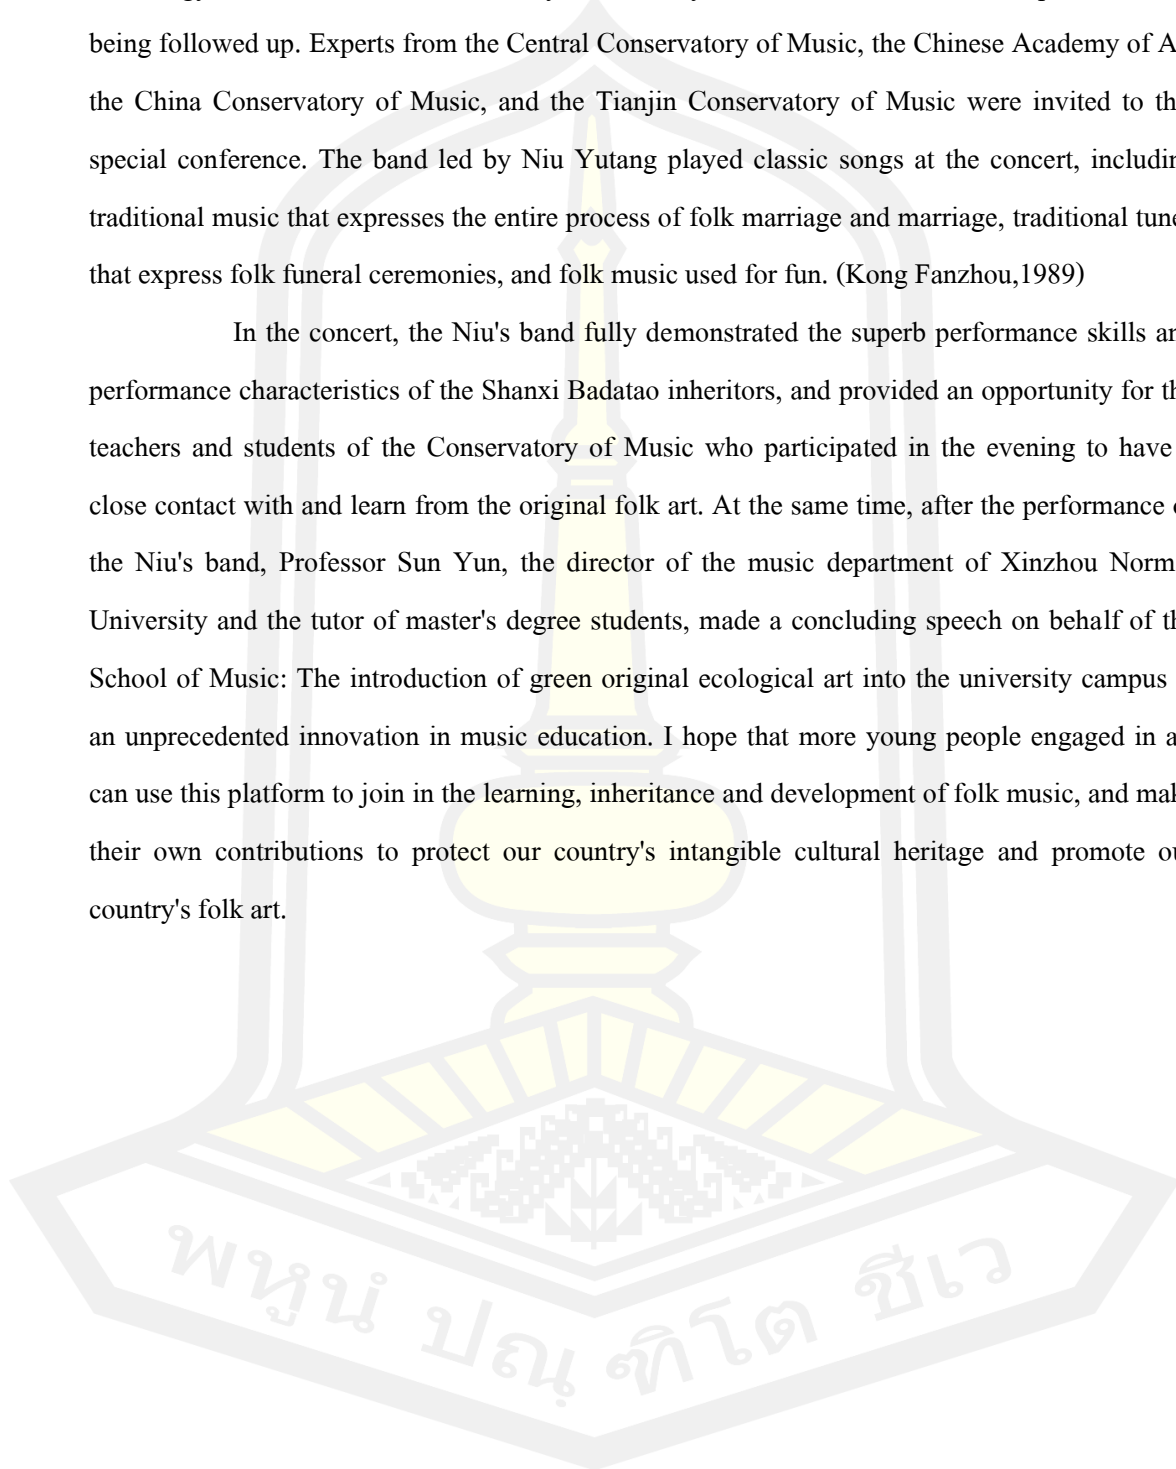 being followed up. Experts from the Central Conservatory of Music, the Chinese Academy of
the China Conservatory of Music, and the Tianjin Conservatory of Music were invited to
special conference. The band led by Niu Yutang played classic songs at the concert,
traditional music that expresses the entire process of folk marriage and marriage, traditional
that express folk funeral ceremonies, and folk music used for fun. (Kong Fanzhou,1989)
In the concert, the Niu's band fully demonstrated the superb performance skills
performance characteristics of the Shanxi Badatao inheritors, and provided an opportunity for
teachers and students of the Conservatory of Music who participated in the evening to have
close contact with and learn from the original folk art. At the same time, after the performance
the Niu's band, Professor Sun Yun, the director of the music department of Xinzhou
University and the tutor of master's degree students, made a concluding speech on behalf of
School of Music: The introduction of green original ecological art into the university campus
an unprecedented innovation in music education. I hope that more young people engaged in
can use this platform to join in the learning, inheritance and development of folk music, and
their own contributions to protect our country's intangible cultural heritage and promote
country's folk art.
พหูนํ ปณฺฑิโต ชีเว